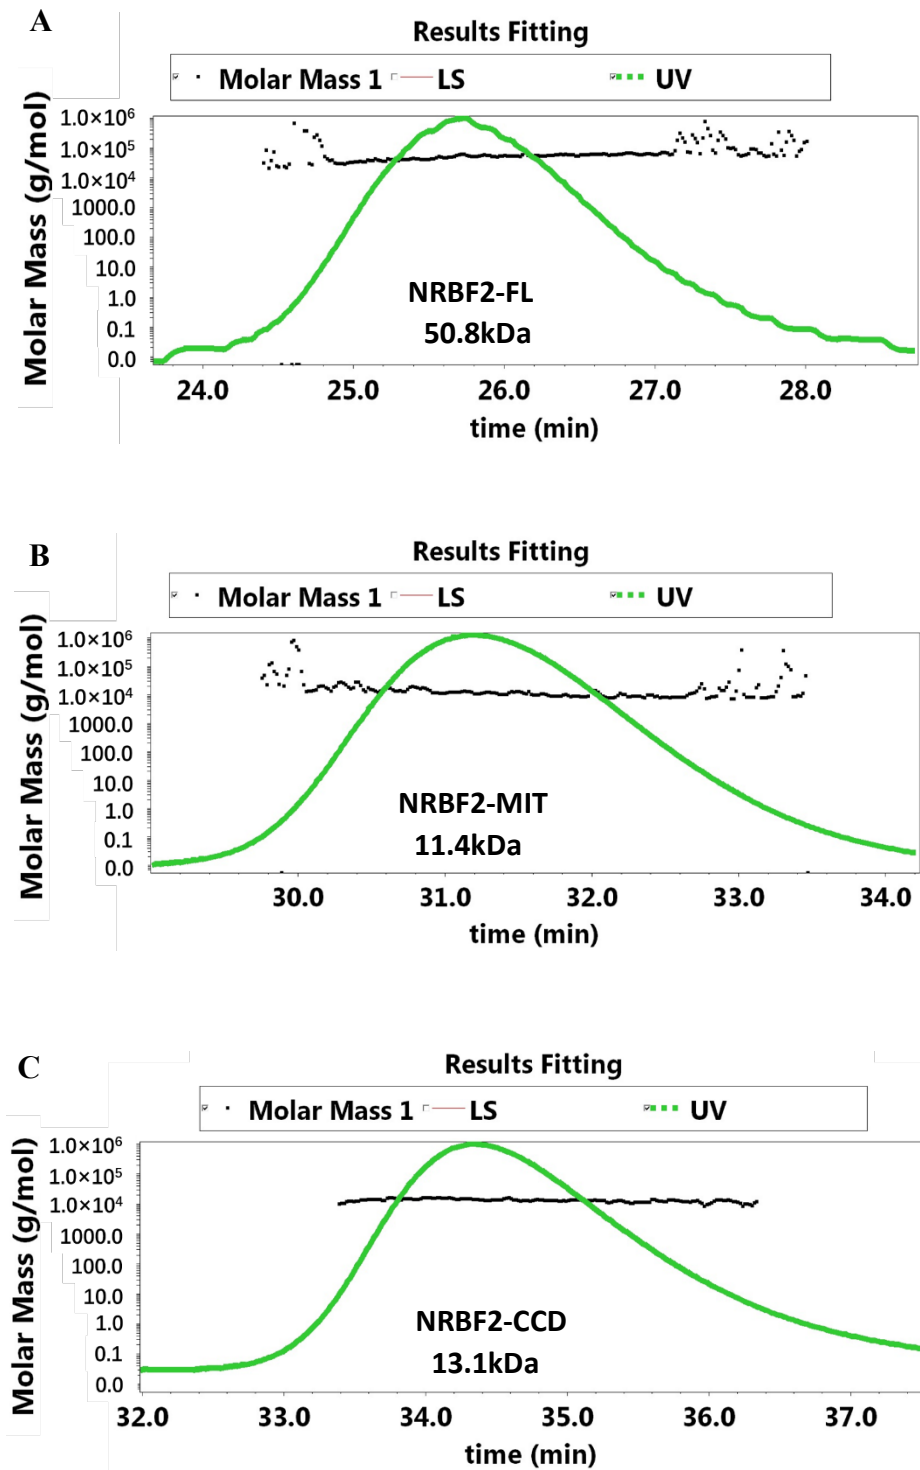 A
Results Fitting
Molar Mass 1 LS UV
Molar Mass (g/mol)
1.0×10⁶
1.0×10⁵
1.0×10⁴
1000.0
100.0
10.0
1.0
0.1
0.0
NRBF2-FL
50.8kDa
24.0 25.0 26.0 27.0 28.0
time (min)
B
Results Fitting
Molar Mass 1 LS UV
Molar Mass (g/mol)
1.0×10⁶
1.0×10⁵
1.0×10⁴
1000.0
100.0
10.0
1.0
0.1
0.0
NRBF2-MIT
11.4kDa
30.0 31.0 32.0 33.0 34.0
time (min)
C
Results Fitting
Molar Mass 1 LS UV
Molar Mass (g/mol)
1.0×10⁶
1.0×10⁵
1.0×10⁴
1000.0
100.0
10.0
1.0
0.1
0.0
NRBF2-CCD
13.1kDa
32.0 33.0 34.0 35.0 36.0 37.0
time (min)